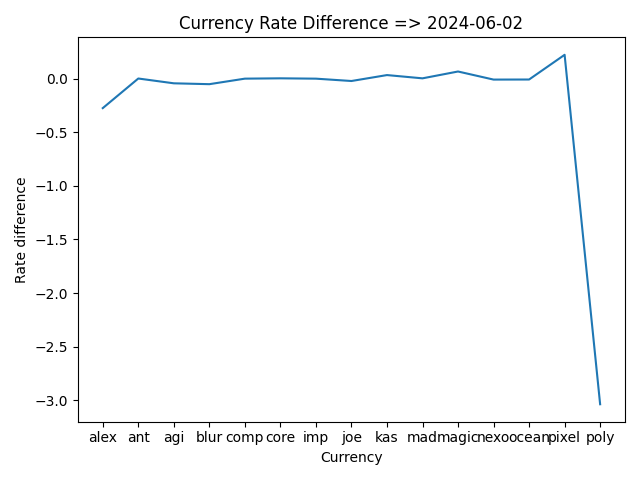 Currency Rate Difference => 2024-06-02
0.0
−0.5
−1.0
−1.5
−2.0
−2.5
−3.0
Rate difference
alex ant agi blur comp core imp joe kas mad magic nexo ocean pixel poly
Currency